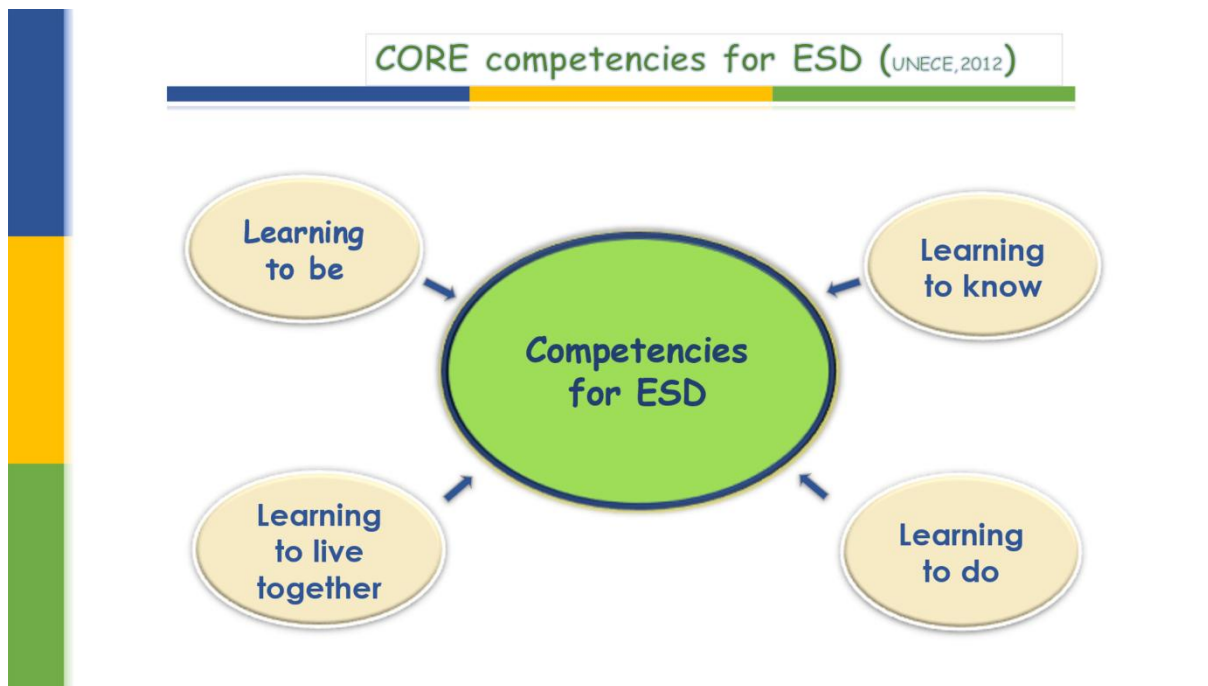 CORE competencies for ESD (UNECE,2012)
Learning
to be
Learning
to know
Competencies
for ESD
Learning
to live
together
Learning
to do